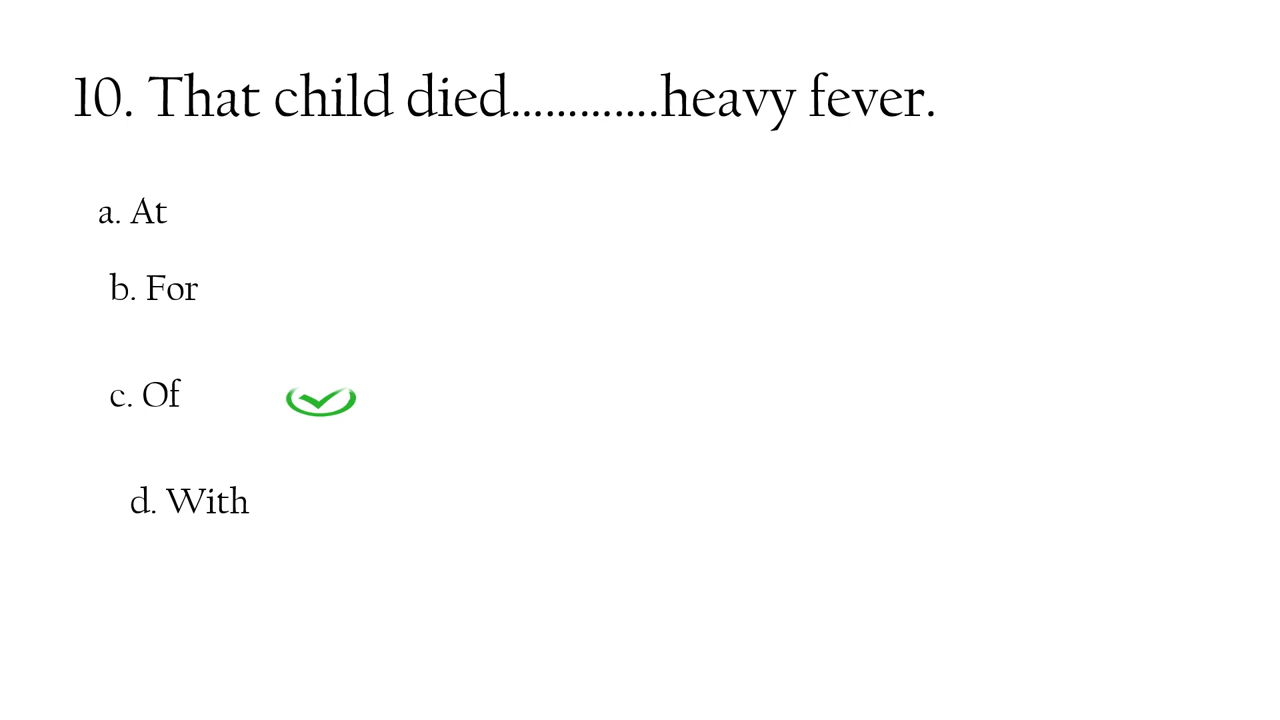 10. That child died.............heavy fever.
a. At
b. For
c. Of
d. With